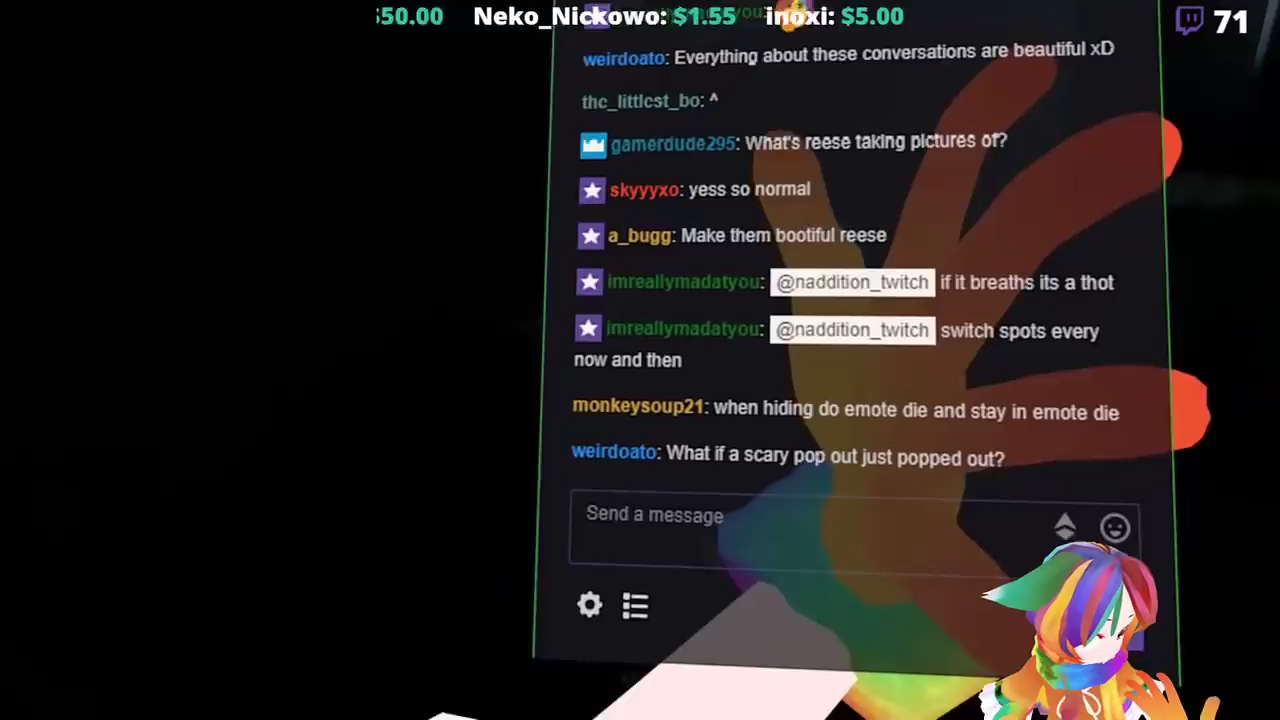 $50.00 Neko_Nickowo: $1.55 inoxi: $5.00
71
weirdoato: Everything about these conversations are beautiful xD
the_littlest_bo: ^
gamerdude295: What's reese taking pictures of?
skyyyxo: yess so normal
a_bugg: Make them bootiful reese
imreallymadatyou: @naddition_twitch if it breaths its a thot
imreallymadatyou: @naddition_twitch switch spots every
now and then
monkeysoup21: when hiding do emote die and stay in emote die
weirdoato: What if a scary pop out just popped out?
Send a message